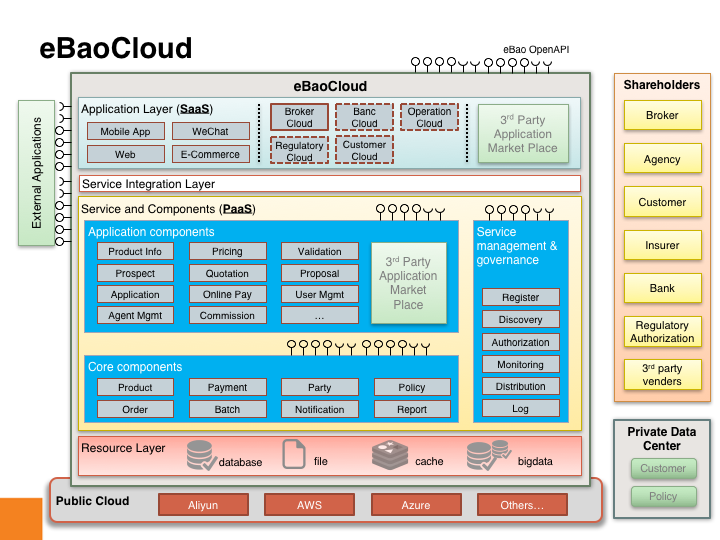 eBaoCloud
eBao OpenAPI
eBaoCloud
External Applications
Application Layer (SaaS)
Mobile App
WeChat
Web
E-Commerce
Broker
Cloud
Banc
Cloud
Operation
Cloud
Regulatory
Cloud
Customer
Cloud
3rd Party
Application
Market Place
Service Integration Layer
Service and Components (PaaS)
Application components
Product Info
Pricing
Validation
Prospect
Quotation
Proposal
Application
Online Pay
User Mgmt
Agent Mgmt
Commission
…
3rd Party
Application
Market
Place
Service
management &
governance
Register
Discovery
Authorization
Monitoring
Distribution
Log
Core components
Product
Payment
Party
Policy
Order
Batch
Notification
Report
Resource Layer
database
file
cache
bigdata
Public Cloud
Aliyun
AWS
Azure
Others…
Shareholders
Broker
Agency
Customer
Insurer
Bank
Regulatory
Authorization
3rd party
venders
Private Data
Center
Customer
Policy